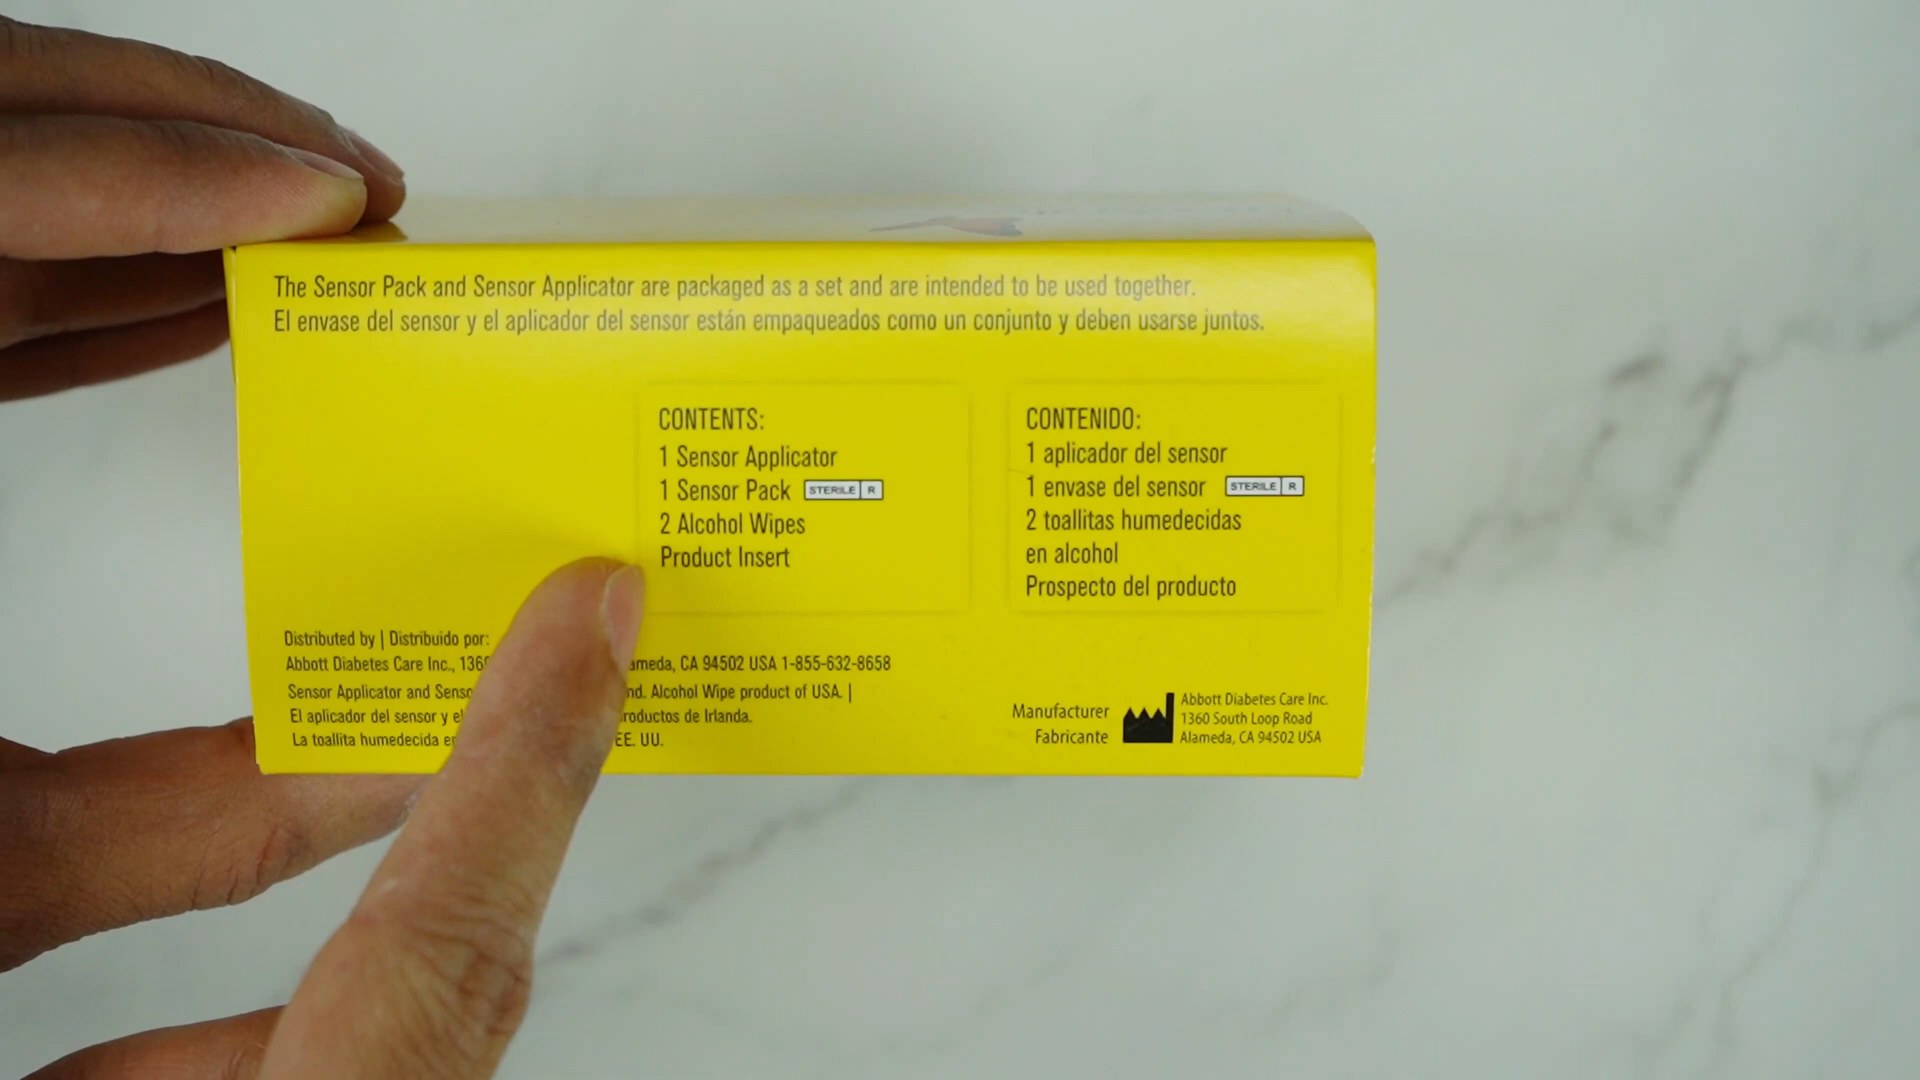 The Sensor Pack and Sensor Applicator are packaged as a set and are intended to be used together.
El envase del sensor y el aplicador del sensor están empaqueados como un conjunto y deben usarse juntos.
CONTENTS:
1 Sensor Applicator
1 Sensor Pack STERILE R
2 Alcohol Wipes
Product Insert
CONTENIDO:
1 aplicador del sensor
1 envase del sensor STERILE R
2 toallitas humedecidas
en alcohol
Prospecto del producto
Distributed by | Distribuido por:
Abbott Diabetes Care Inc., CA 94502 USA 1-855-632-8658
Sensor Applicator and Alcohol Wipe product of USA. |
El aplicador del sensor y de Irlanda.
La toallita humedecida UU.
Manufacturer
Fabricante
Abbott Diabetes Care Inc.
1360 South Loop Road
Alameda, CA 94502 USA